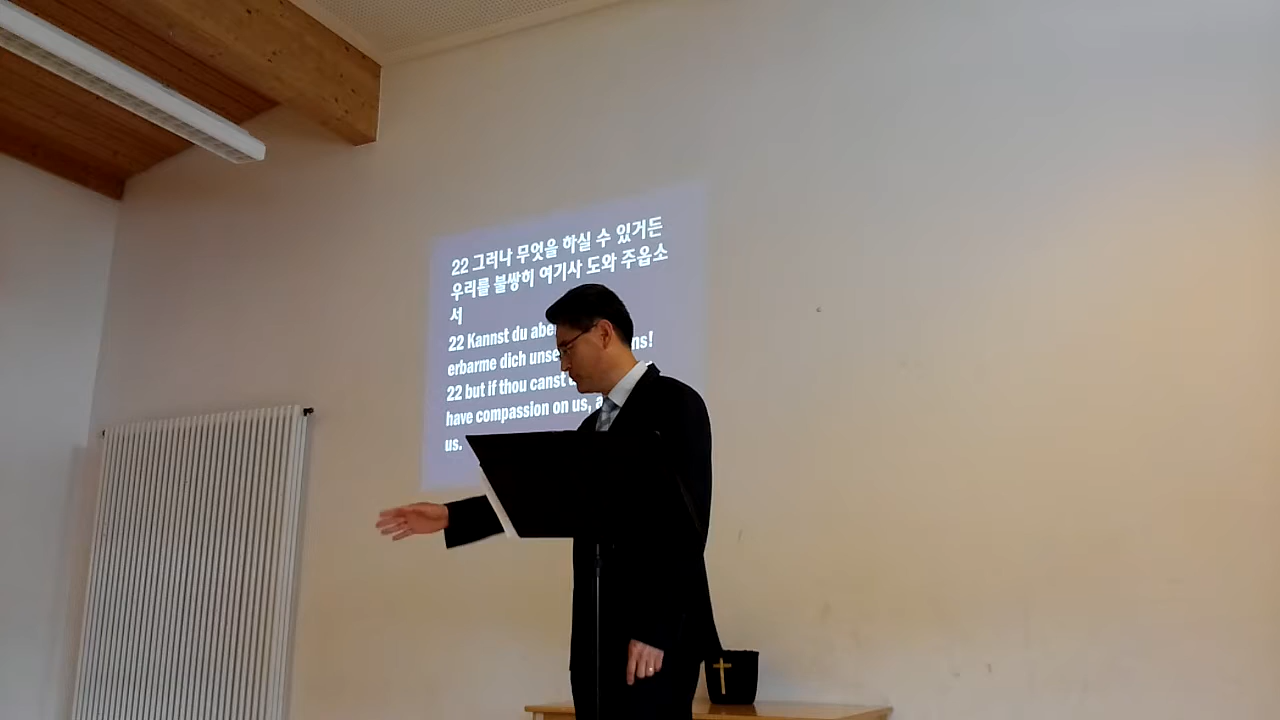 22 그러나 무엇을 하실 수 있거든
우리를 불쌍히 여기사 도와 주옵소
서
22 Kannst du aber
erbarme dich unse
22 but if thou canst
have compassion on us, a
us.